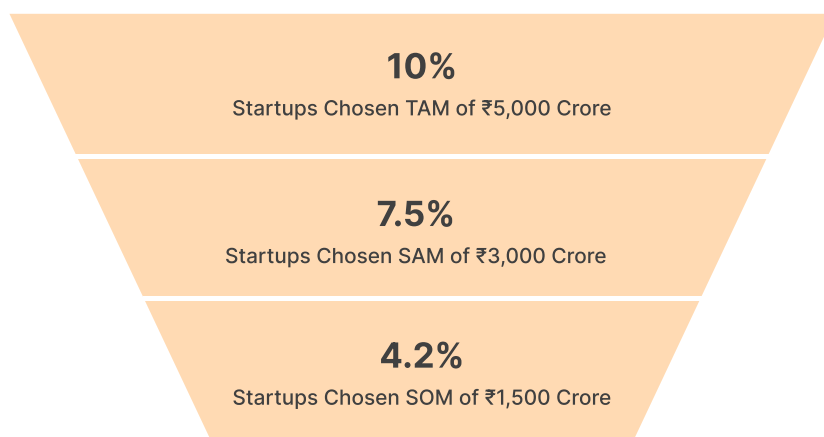 10%
Startups Chosen TAM of ₹5,000 Crore
7.5%
Startups Chosen SAM of ₹3,000 Crore
4.2%
Startups Chosen SOM of ₹1,500 Crore